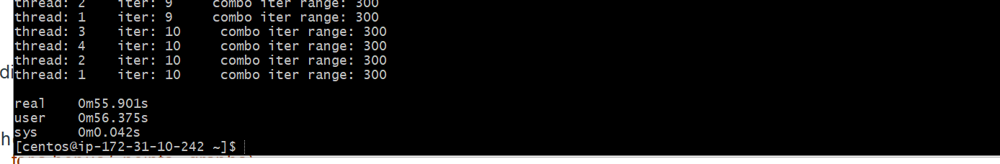 thread: 2    iter: 9     combo iter range: 300
thread: 1    iter: 9     combo iter range: 300
thread: 3    iter: 10     combo iter range: 300
thread: 4    iter: 10     combo iter range: 300
thread: 2    iter: 10     combo iter range: 300
di
thread: 1    iter: 10     combo iter range: 300
real    0m55.901s
user    0m56.375s
h
sys     0m0.042s
[centos@ip-172-31-10-242 ~]$